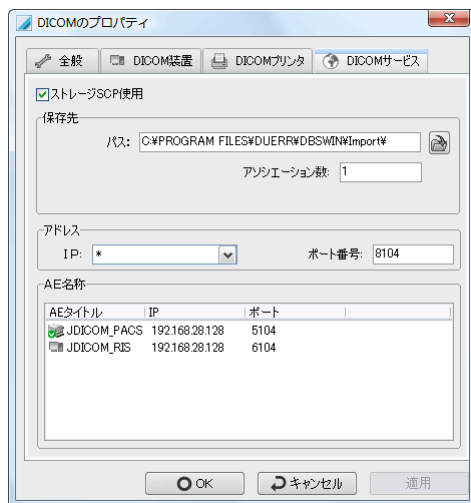 DICOMのプロパティ
全般 DICOM装置 DICOMプリンタ DICOMサービス
ストレージSCP使用
保存先
パス: C:¥PROGRAM FILES¥DUERR¥DBSWIN¥Import¥
アソシエーション数: 1
アドレス
IP: * ポート番号: 8104
AE名称
AEタイトル IP ポート
JDICOM_PACS 192.168.28.128 5104
JDICOM_RIS 192.168.28.128 6104
OK キャンセル 適用